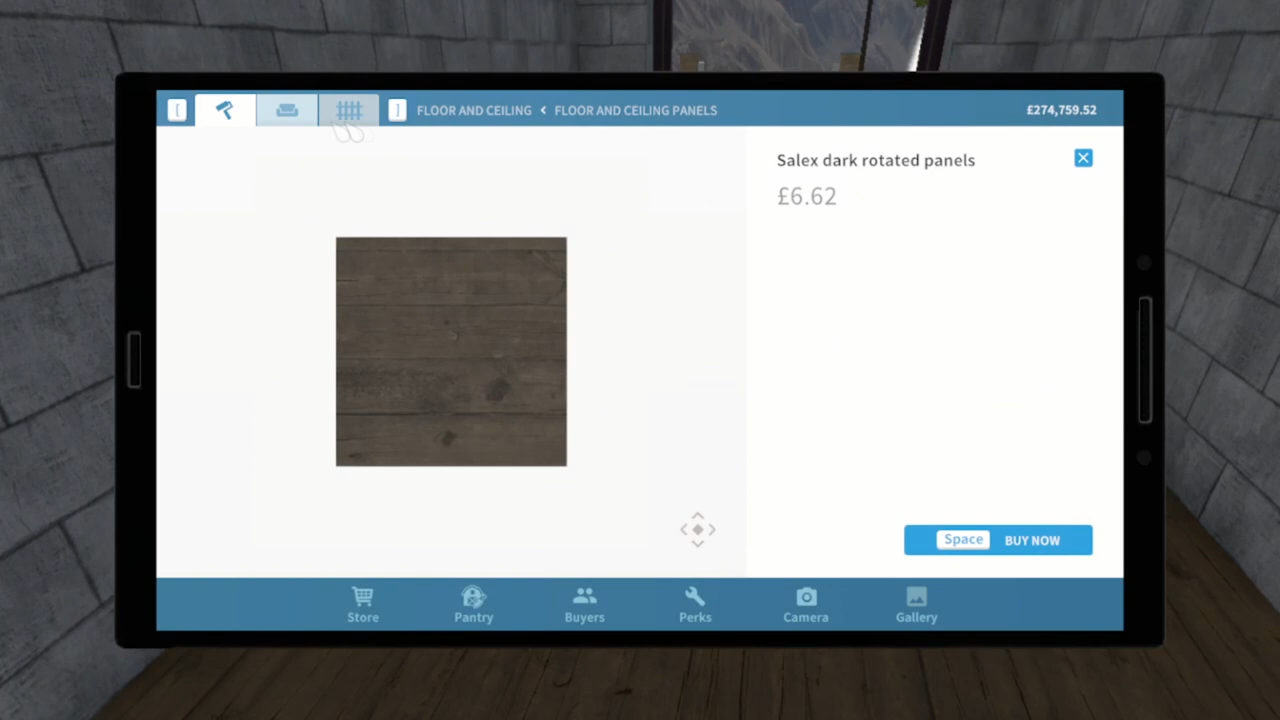 [ ] FLOOR AND CEILING < FLOOR AND CEILING PANELS £274,759.52
Salex dark rotated panels
£6.62
Space BUY NOW
Store Pantry Buyers Perks Camera Gallery